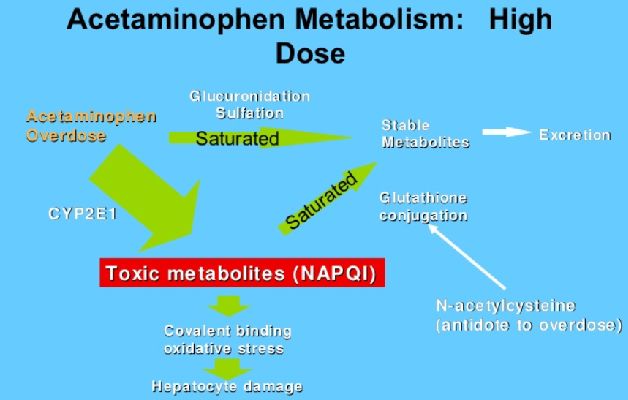 Acetaminophen Metabolism: High
Dose
Glucuronidation
Sulfation
Acetaminophen
Overdose
Saturated
Stable
Metabolites
Excretion
Saturated
CYP2E1
Glutathione
conjugation
Toxic metabolites (NAPQI)
N-acetylcysteine
(antidote to overdose)
Covalent binding
oxidative stress
Hepatocyte damage